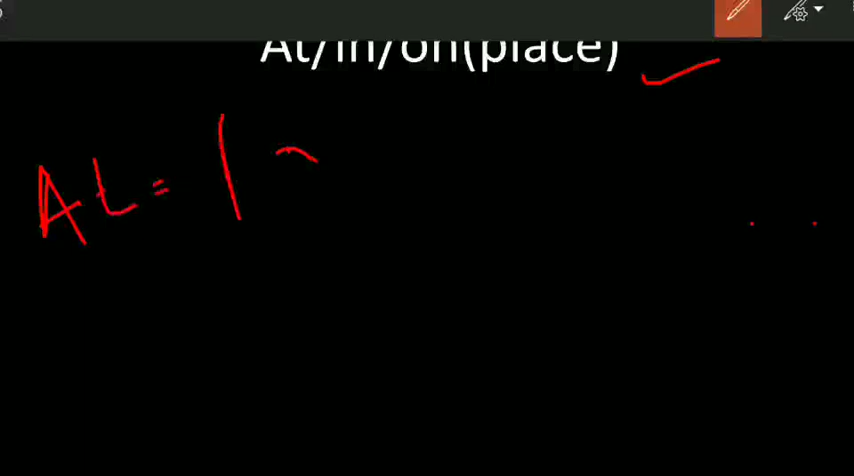 At/in/on(place)
At =